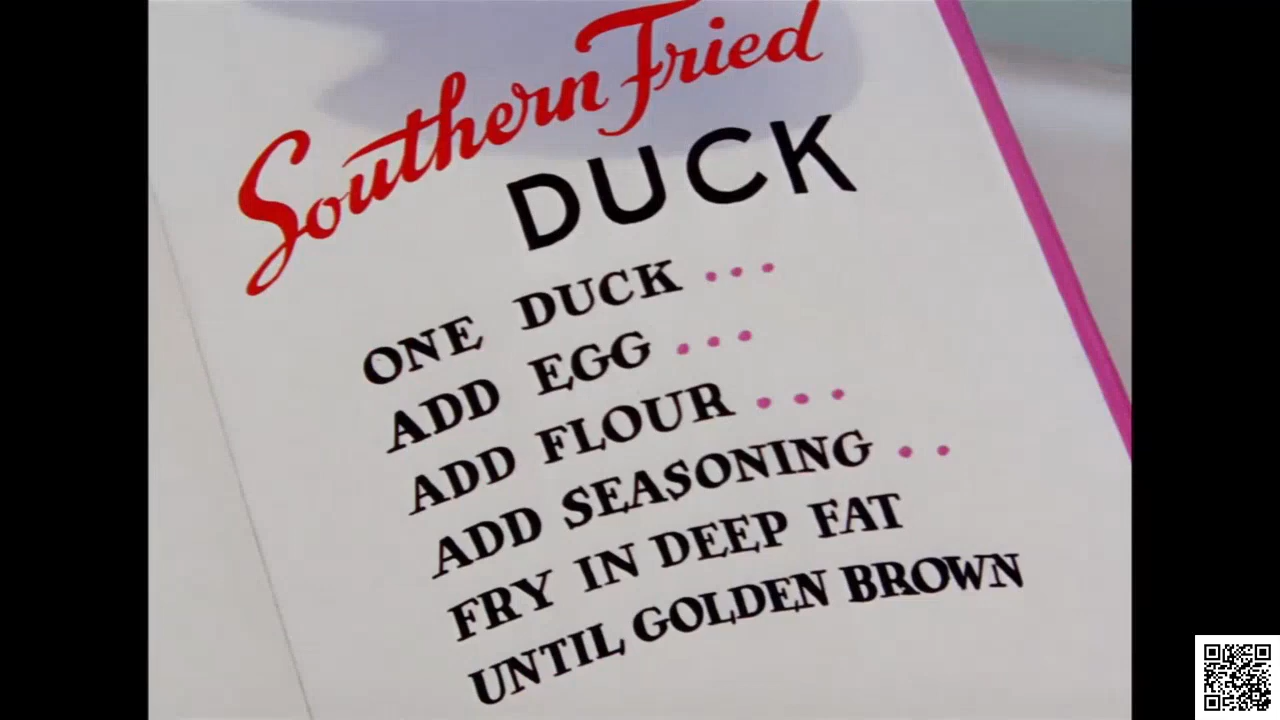 Southern Fried
DUCK
ONE DUCK...
ADD EGG...
ADD FLOUR...
ADD SEASONING..
FRY IN DEEP FAT
UNTIL GOLDEN BROWN